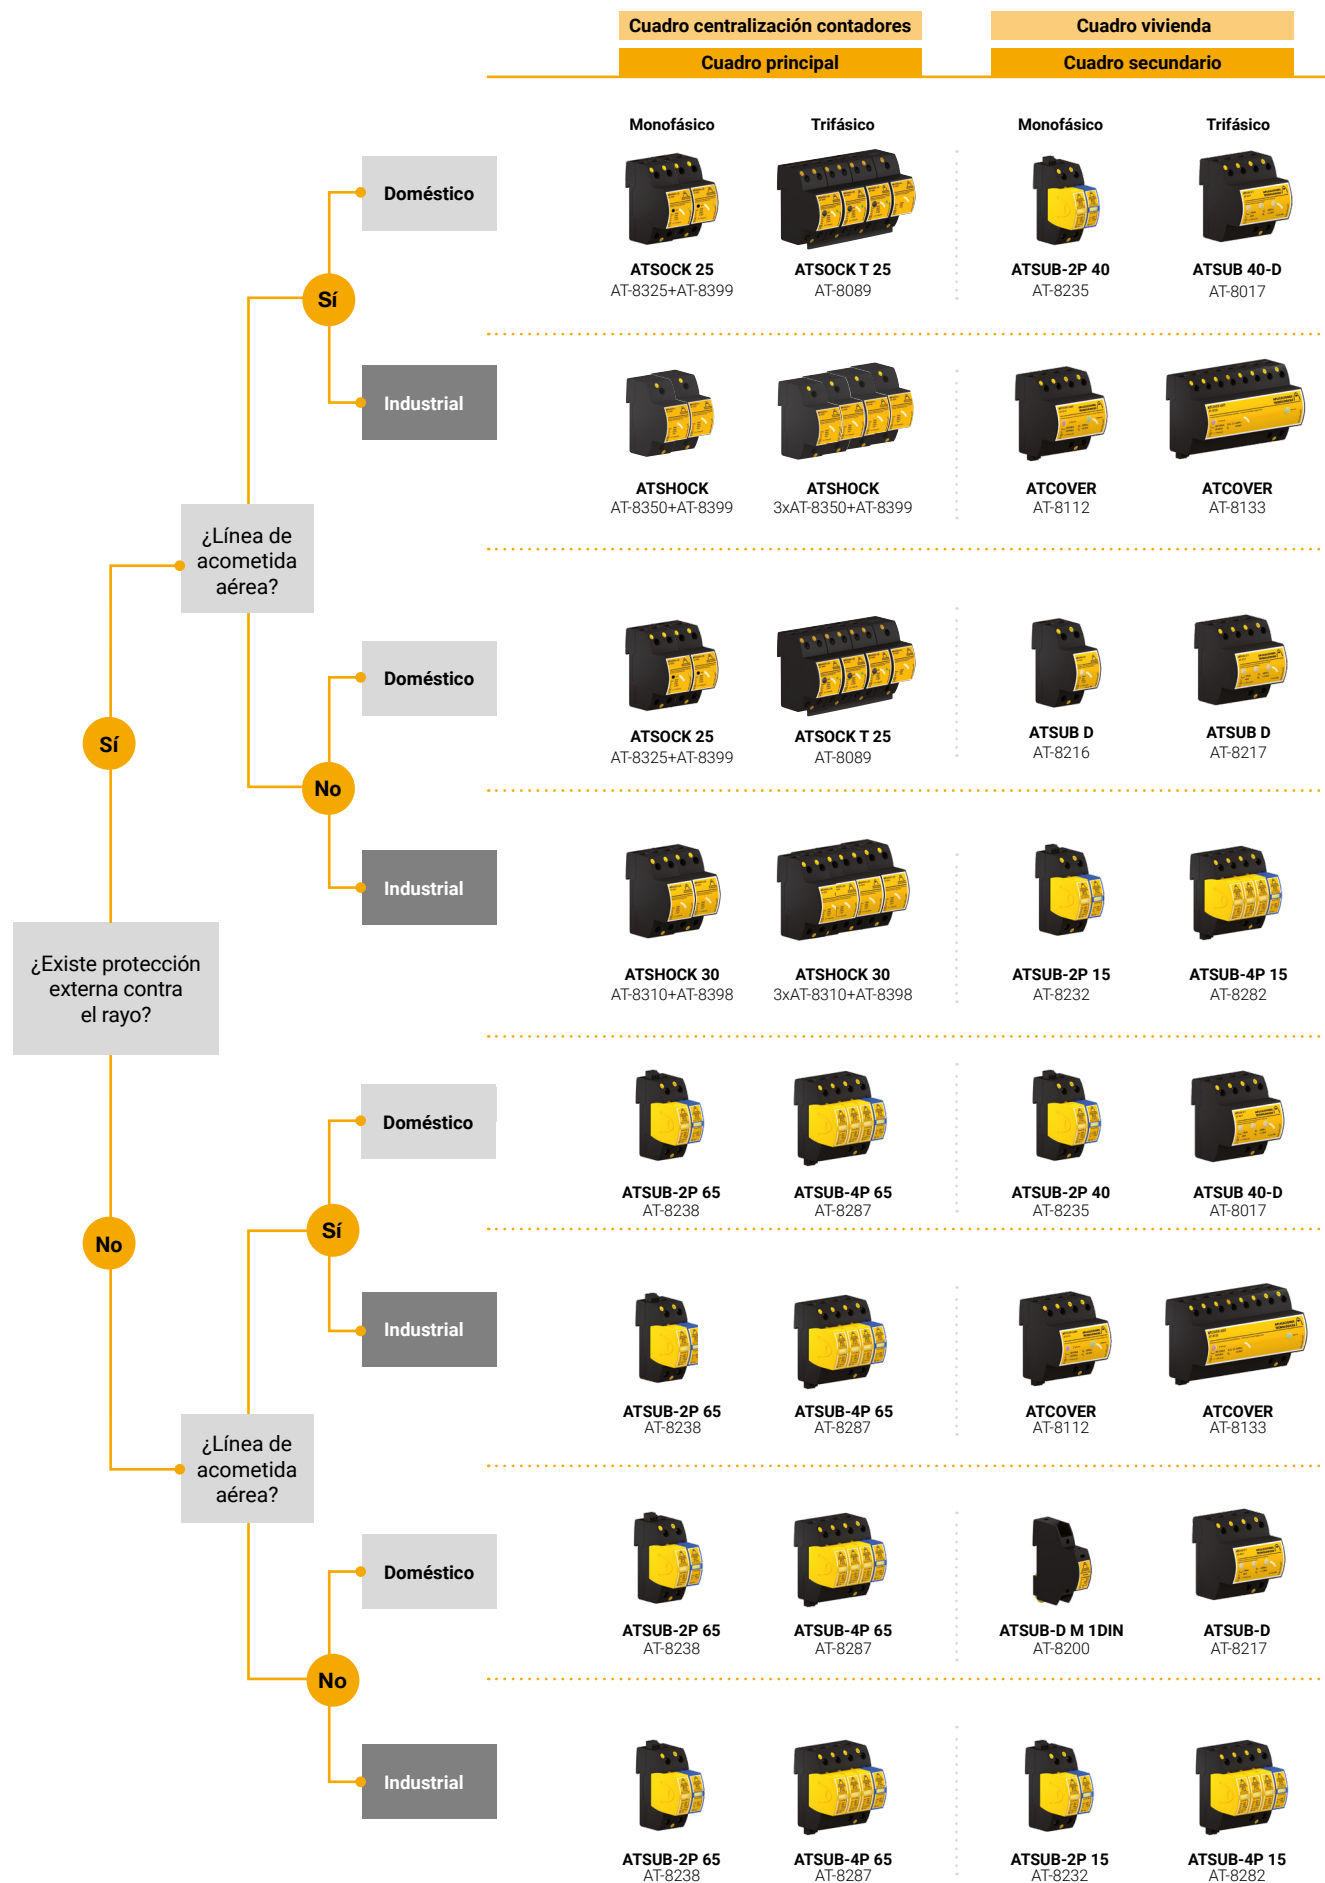 Cuadro centralización contadores
Cuadro vivienda
Cuadro principal
Cuadro secundario
Monofásico
Trifásico
Monofásico
Trifásico
Doméstico
ATSOCK 25
AT-8325+AT-8399
ATSOCK T 25
AT-8089
ATSUB-2P 40
AT-8235
ATSUB 40-D
AT-8017
Sí
Industrial
ATSHOCK
AT-8350+AT-8399
ATSHOCK
3xAT-8350+AT-8399
ATCOVER
AT-8112
ATCOVER
AT-8133
¿Línea de
acometida
aérea?
Doméstico
ATSOCK 25
AT-8325+AT-8399
ATSOCK T 25
AT-8089
ATSUB D
AT-8216
ATSUB D
AT-8217
Sí
No
Industrial
ATSHOCK 30
AT-8310+AT-8398
ATSHOCK 30
3xAT-8310+AT-8398
ATSUB-2P 15
AT-8232
ATSUB-4P 15
AT-8282
¿Existe protección
externa contra
el rayo?
Doméstico
ATSUB-2P 65
AT-8238
ATSUB-4P 65
AT-8287
ATSUB-2P 40
AT-8235
ATSUB 40-D
AT-8017
No
Sí
Industrial
ATSUB-2P 65
AT-8238
ATSUB-4P 65
AT-8287
ATCOVER
AT-8112
ATCOVER
AT-8133
¿Línea de
acometida
aérea?
Doméstico
ATSUB-2P 65
AT-8238
ATSUB-4P 65
AT-8287
ATSUB-D M 1DIN
AT-8200
ATSUB-D
AT-8217
No
Industrial
ATSUB-2P 65
AT-8238
ATSUB-4P 65
AT-8287
ATSUB-2P 15
AT-8232
ATSUB-4P 15
AT-8282